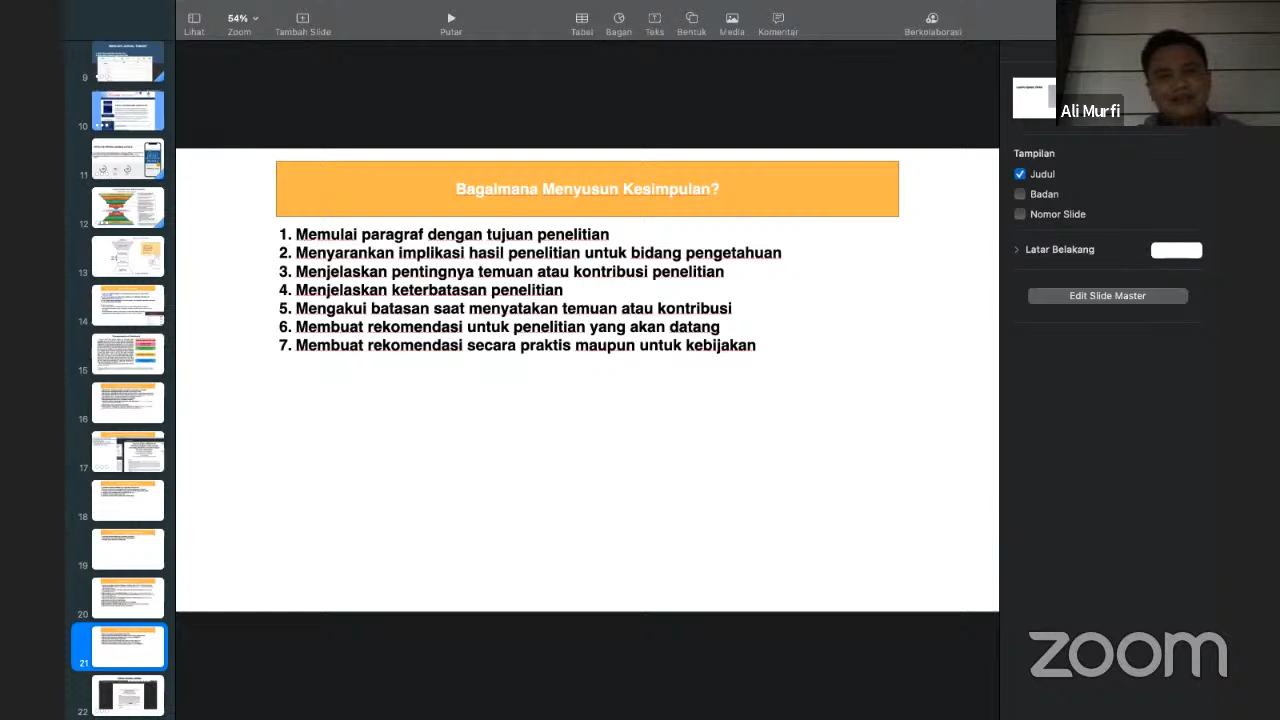 54%
Lihat
Zoom
Tambah Slide
Putar
Tabel
Bagan
Teks
Bentuk
Media
Komentar
Berkolaborasi
9
10
11
12
13
14
15
16
17
18
19
20
21
22
Bagaimana Menyusun Kesimpulan?
1. Memulai paragraf dengan tujuan penelitian
2. Menyarankan implikasi hasil penelitian untuk bidang pengetahuan
3. Menjelaskan pentingnya temuan atau kontribusi penelitian
4. Menjelaskan keterbatasan penelitian
5. Mengakui batasan saat menyatakan temuan atau kontribusi
6. Membuat rekomendasi untuk penelitian yang akan datang
7. Membuat rekomendasi secara praktis maupun untuk kebijakan
Ali Murfi
Tampilan
Judul
Badan
Nomor Slide
Latar Belakang
Edit Slide Master
zoom